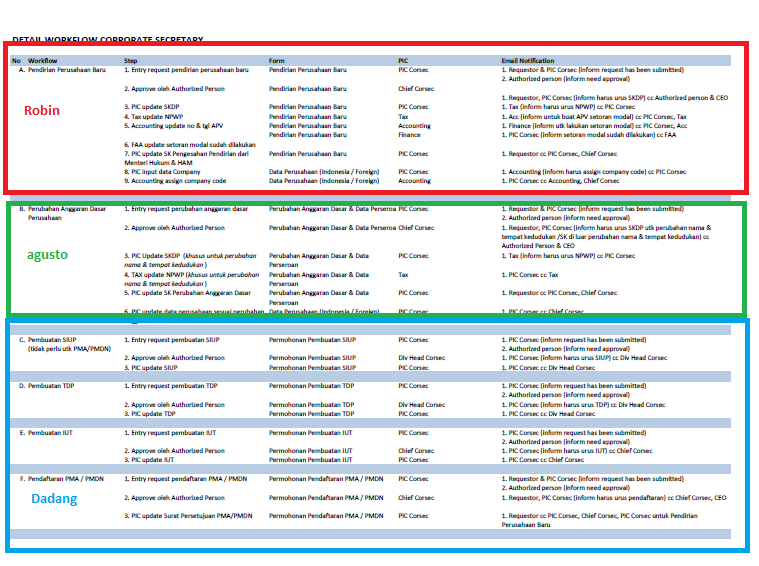 DETAIL WORKFLOW CORPORATE SECRETARY
No Workflow Step Form PIC Email Notification
A. Pendirian Perusahaan Baru 1. Entry request pendirian perusahaan baru Pendirian Perusahaan Baru PIC Corsec 1. Requestor & PIC Corsec (inform request has been submitted)
2. Authorized person (inform need approval)
2. Approve oleh Authorized Person Pendirian Perusahaan Baru Chief Corsec
1. Requestor, PIC Corsec (inform harus urus SKDP) cc Authorized person & CEO
Robin
3. PIC update SKDP Pendirian Perusahaan Baru PIC Corsec 1. Tax (inform harus urus NPWP) cc PIC Corsec
4. Tax update NPWP Pendirian Perusahaan Baru Tax 1. Acc (inform untuk buat APV setoran modal) cc PIC Corsec, Tax
5. Accounting update no & tgl APV Pendirian Perusahaan Baru Accounting 1. Finance (inform utk lakukan setoran modal) cc PIC Corsec, Acc
Pendirian Perusahaan Baru Finance 1. PIC Corsec (inform setoran modal sudah dilakukan) cc FAA
6. FAA update setoran modal sudah dilakukan
7. PIC update SK Pengesahan Pendirian dari Pendirian Perusahaan Baru PIC Corsec 1. Requestor cc PIC Corsec, Chief Corsec
Menteri Hukum & HAM
8. PIC input data Company Data Perusahaan (Indonesia / Foreign) PIC Corsec 1. Accounting (inform harus assign company code) cc PIC Corsec
9. Accounting assign company code Data Perusahaan (Indonesia / Foreign) Accounting 1. PIC Corsec cc Accounting, Chief Corsec
B. Perubahan Anggaran Dasar 1. Entry request perubahan anggaran dasar Perubahan Anggaran Dasar & Data Perseroa PIC Corsec 1. Requestor & PIC Corsec (inform request has been submitted)
Perusahaan 2. Authorized person (inform need approval)
2. Approve oleh Authorized Person Perubahan Anggaran Dasar & Data Perseroa Chief Corsec 1. Requestor, PIC Corsec (inform harus urus SKDP utk perubahan nama &
tempat kedudukan /SK di luar perubahan nama & tempat kedudukan) cc
Authorized Person & CEO
agusto
3. PIC Update SKDP (khusus untuk perubahan Perubahan Anggaran Dasar & Data PIC Corsec 1. Tax (inform harus urus NPWP) cc PIC Corsec
nama & tempat kedudukan ) Perseroan
4. TAX update NPWP (khusus untuk perubahan Perubahan Anggaran Dasar & Data Tax 1. PIC Corsec cc Tax
nama & tempat kedudukan ) Perseroan
5. PIC update SK Perubahan Anggaran Dasar Perubahan Anggaran Dasar & Data PIC Corsec 1. Requestor cc PIC Corsec, Chief Corsec
Perseroan
6. PIC update data perusahaan sesuai perubahan Data Perusahaan (Indonesia / Foreign) PIC Corsec 1. PIC Corsec cc Chief Corsec
C. Pembuatan SIUP 1. Entry request pembuatan SIUP Permohonan Pembuatan SIUP PIC Corsec 1. PIC Corsec (inform request has been submitted)
(tidak perlu utk PMA/PMDN) 2. Authorized person (inform need approval)
2. Approve oleh Authorized Person Permohonan Pembuatan SIUP Div Head Corsec 1. PIC Corsec (inform harus urus SIUP) cc Div Head Corsec
3. PIC update SIUP Permohonan Pembuatan SIUP PIC Corsec 1. PIC Corsec cc Div Head Corsec
D. Pembuatan TDP 1. Entry request pembuatan TDP Permohonan Pembuatan TDP PIC Corsec 1. PIC Corsec (inform request has been submitted)
2. Authorized person (inform need approval)
2. Approve oleh Authorized Person Permohonan Pembuatan TDP Div Head Corsec 1. PIC Corsec (inform harus urus TDP) cc Div Head Corsec
3. PIC update TDP Permohonan Pembuatan TDP PIC Corsec 1. PIC Corsec cc Div Head Corsec
E. Pembuatan IUT 1. Entry request pembuatan IUT Permohonan Pembuatan IUT PIC Corsec 1. PIC Corsec (inform request has been submitted)
2. Authorized person (inform need approval)
2. Approve oleh Authorized Person Permohonan Pembuatan IUT Chief Corsec 1. PIC Corsec (inform harus urus IUT) cc Chief Corsec
3. PIC update IUT Permohonan Pembuatan IUT PIC Corsec 1. PIC Corsec cc Chief Corsec
F. Pendaftaran PMA / PMDN 1. Entry request pendaftaran PMA / PMDN Permohonan Pendaftaran PMA / PMDN PIC Corsec 1. Requestor & PIC Corsec (inform request has been submitted)
2. Authorized person (inform need approval)
Dadang
2. Approve oleh Authorized Person Permohonan Pendaftaran PMA / PMDN Chief Corsec 1. Requestor, PIC Corsec (inform harus urus pendaftaran) cc Chief Corsec, CEO
3. PIC update Surat Persetujuan PMA/PMDN Permohonan Pendaftaran PMA / PMDN PIC Corsec 1. Requestor cc PIC Corsec, Chief Corsec, PIC Corsec untuk Pendirian
Perusahaan Baru